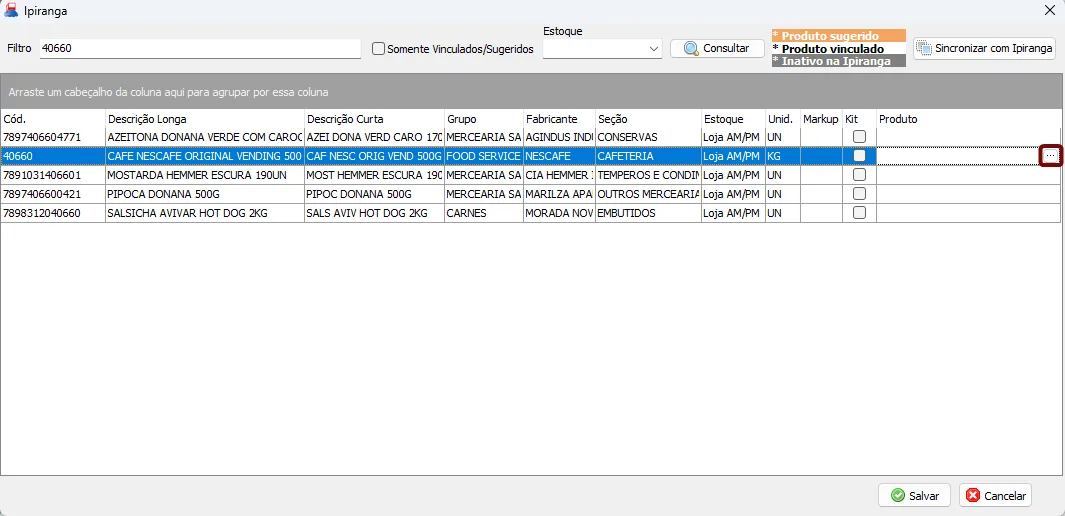 Ipiranga
Filtro 40660 Somente Vinculados/Sugeridos Estoque Consultar
* Produto sugerido
* Produto vinculado
* Inativo na Ipiranga
Sincronizar com Ipiranga
Arraste um cabeçalho da coluna aqui para agrupar por essa coluna
Cód. Descrição Longa Descrição Curta Grupo Fabricante Seção Estoque Unid. Markup Kit Produto
7897406604771 AZEITONA DONANA VERDE COM CAROC AZEI DONA VERD CARO 170 MERCEARIA SA AGINDUS INDU CONSERVAS Loja AM/PM UN
40660 CAFE NESCAFE ORIGINAL VENDING 500 CAF NESC ORIG VEND 500G FOOD SERVICE NESCAFE CAFETERIA Loja AM/PM KG ...
7891031406601 MOSTARDA HEMMER ESCURA 190UN MOST HEMMER ESCURA 190 MERCEARIA SA CIA HEMMER I TEMPEROS E CONDIN Loja AM/PM UN
7897406600421 PIPOCA DONANA 500G PIPOC DONANA 500G MERCEARIA SA MARILZA APA OUTROS MERCEARIA Loja AM/PM UN
7898312040660 SALSICHA AVIVAR HOT DOG 2KG SALS AVIV HOT DOG 2KG CARNES MORADA NOV EMBUTIDOS Loja AM/PM UN
Salvar Cancelar